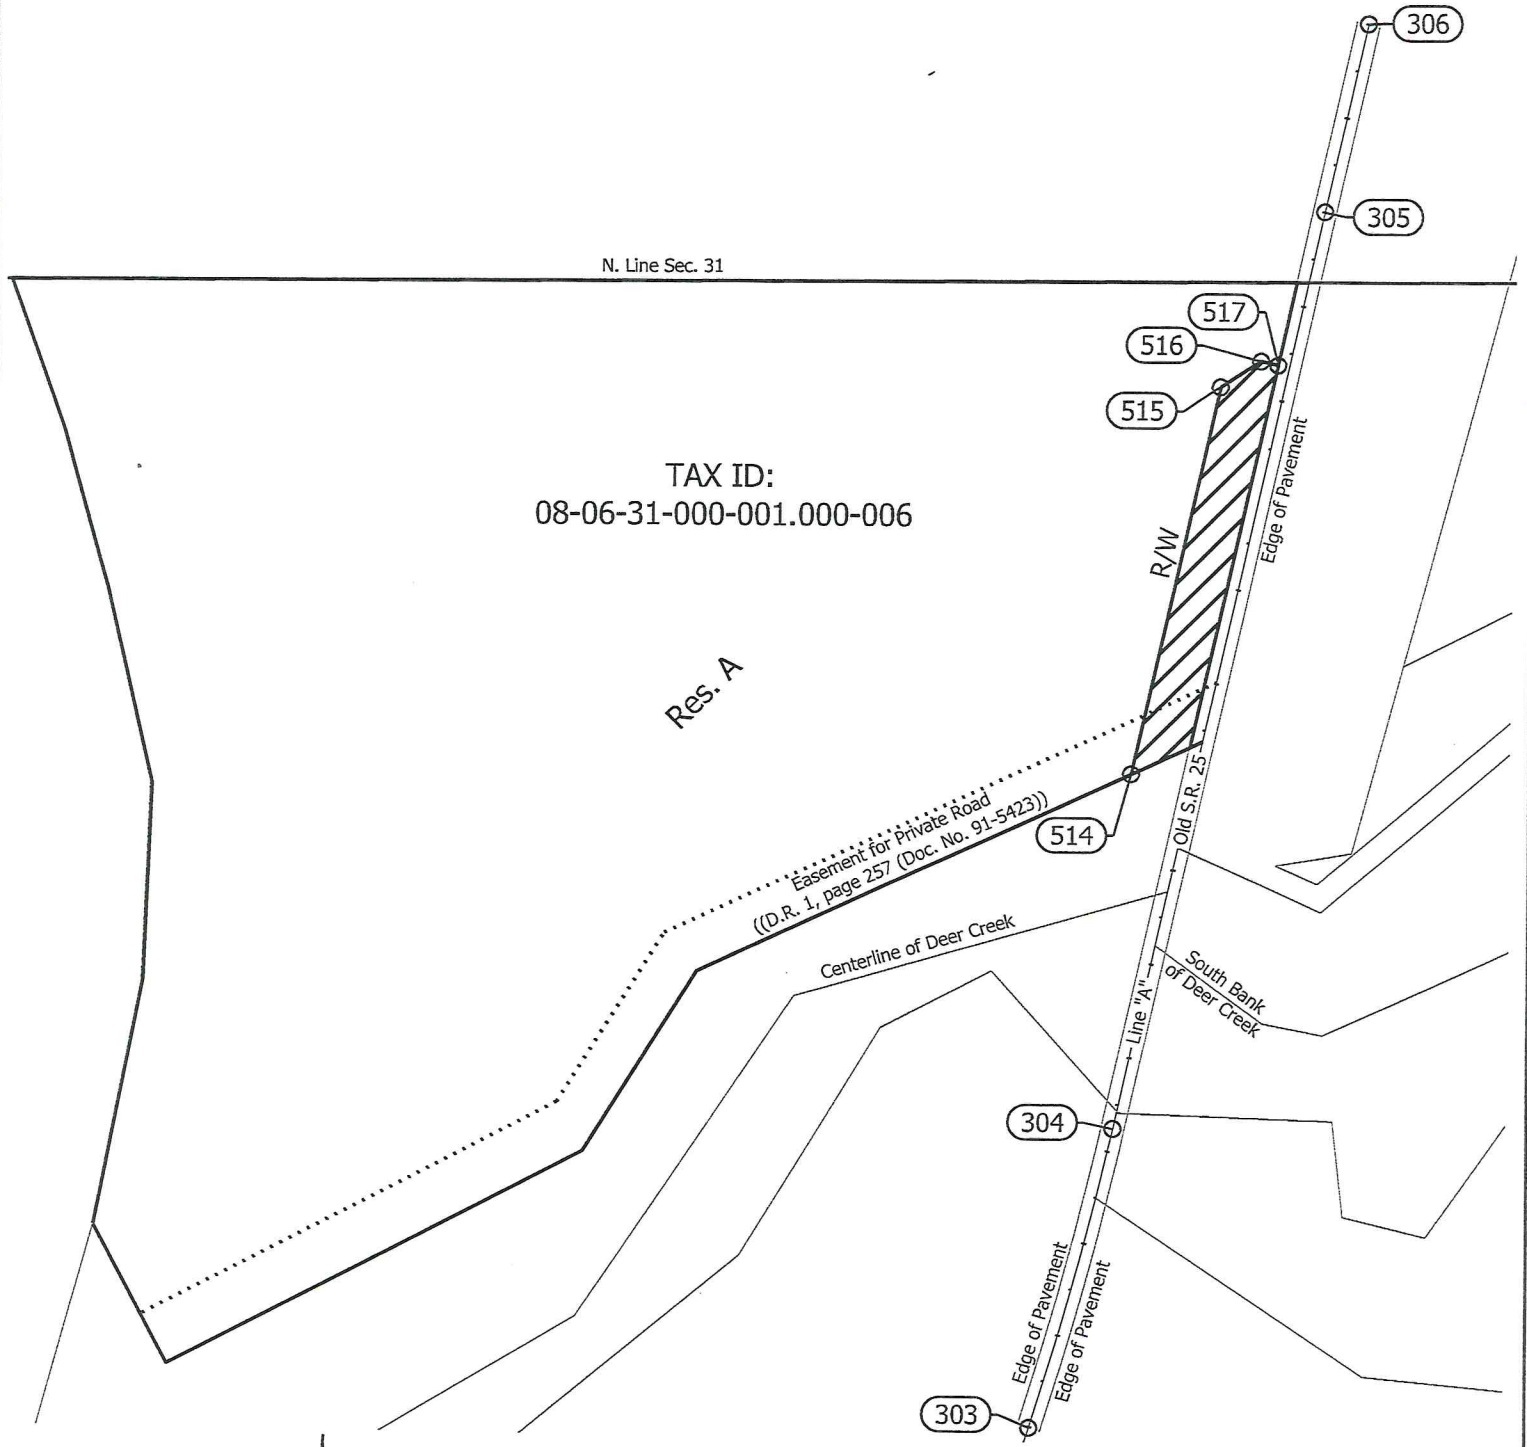 306
305
N. Line Sec. 31
517
516
515
TAX ID:
08-06-31-000-001.000-006
Edge of Pavement
R/W
Res. A
Old S.R. 25
Easement for Private Road
((D.R. 1, page 257 (Doc. No. 91-5423))
514
Centerline of Deer Creek
South Bank
of Deer Creek
Line "A"
304
Edge of Pavement
Edge of Pavement
303